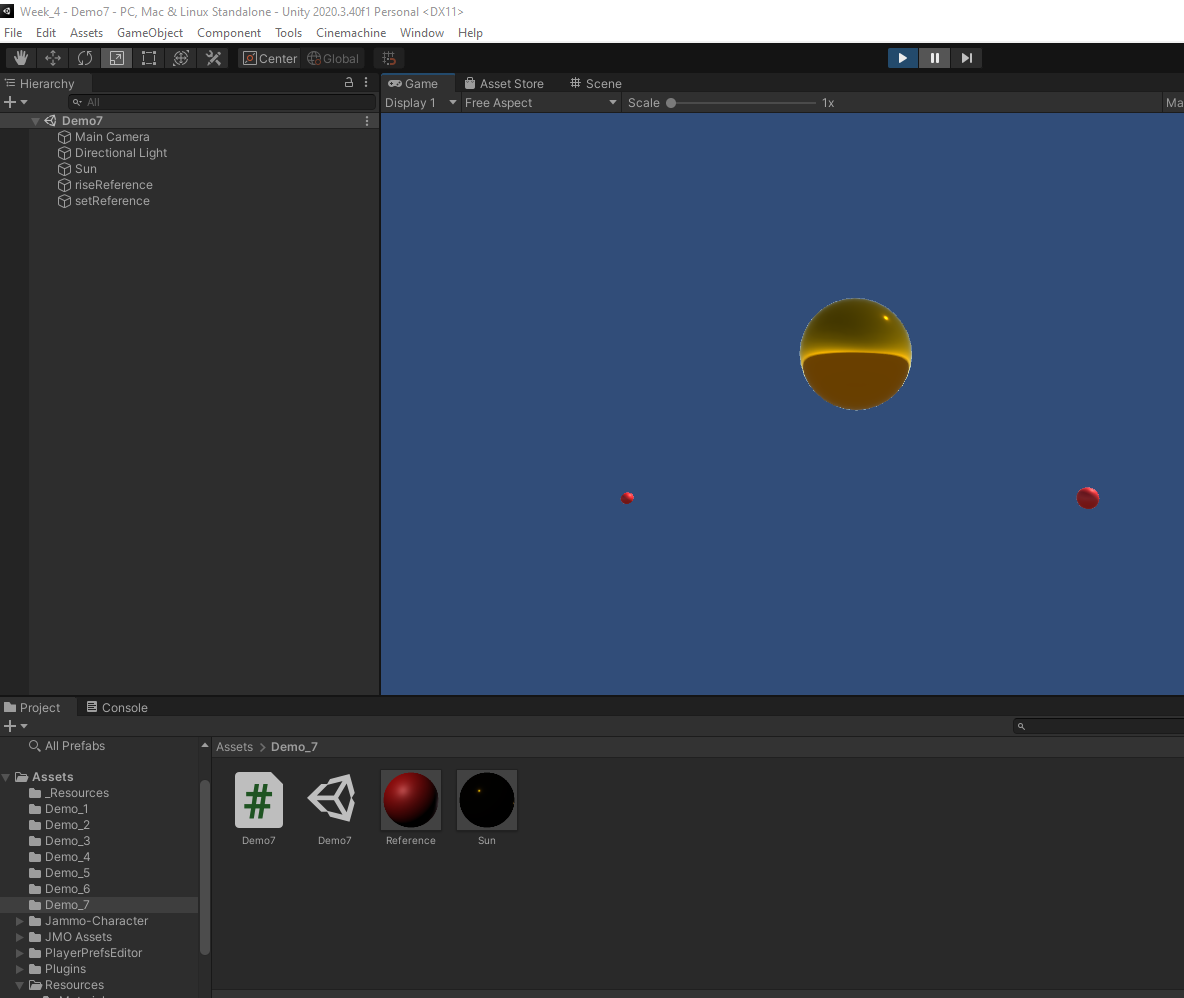 Week_4 - Demo7 - PC, Mac & Linux Standalone - Unity 2020.3.40f1 Personal <DX11>
File Edit Assets GameObject Component Tools Cinemachine Window Help
Center Global
Hierarchy
All
Demo7
Main Camera
Directional Light
Sun
riseReference
setReference
Game Asset Store Scene
Display 1 Free Aspect Scale 1x Ma
Project Console
All Prefabs
Assets
_Resources
Demo_1
Demo_2
Demo_3
Demo_4
Demo_5
Demo_6
Demo_7
Jammo-Character
JMO Assets
PlayerPrefsEditor
Plugins
Resources
Assets > Demo_7
#
Demo7 Demo7 Reference Sun